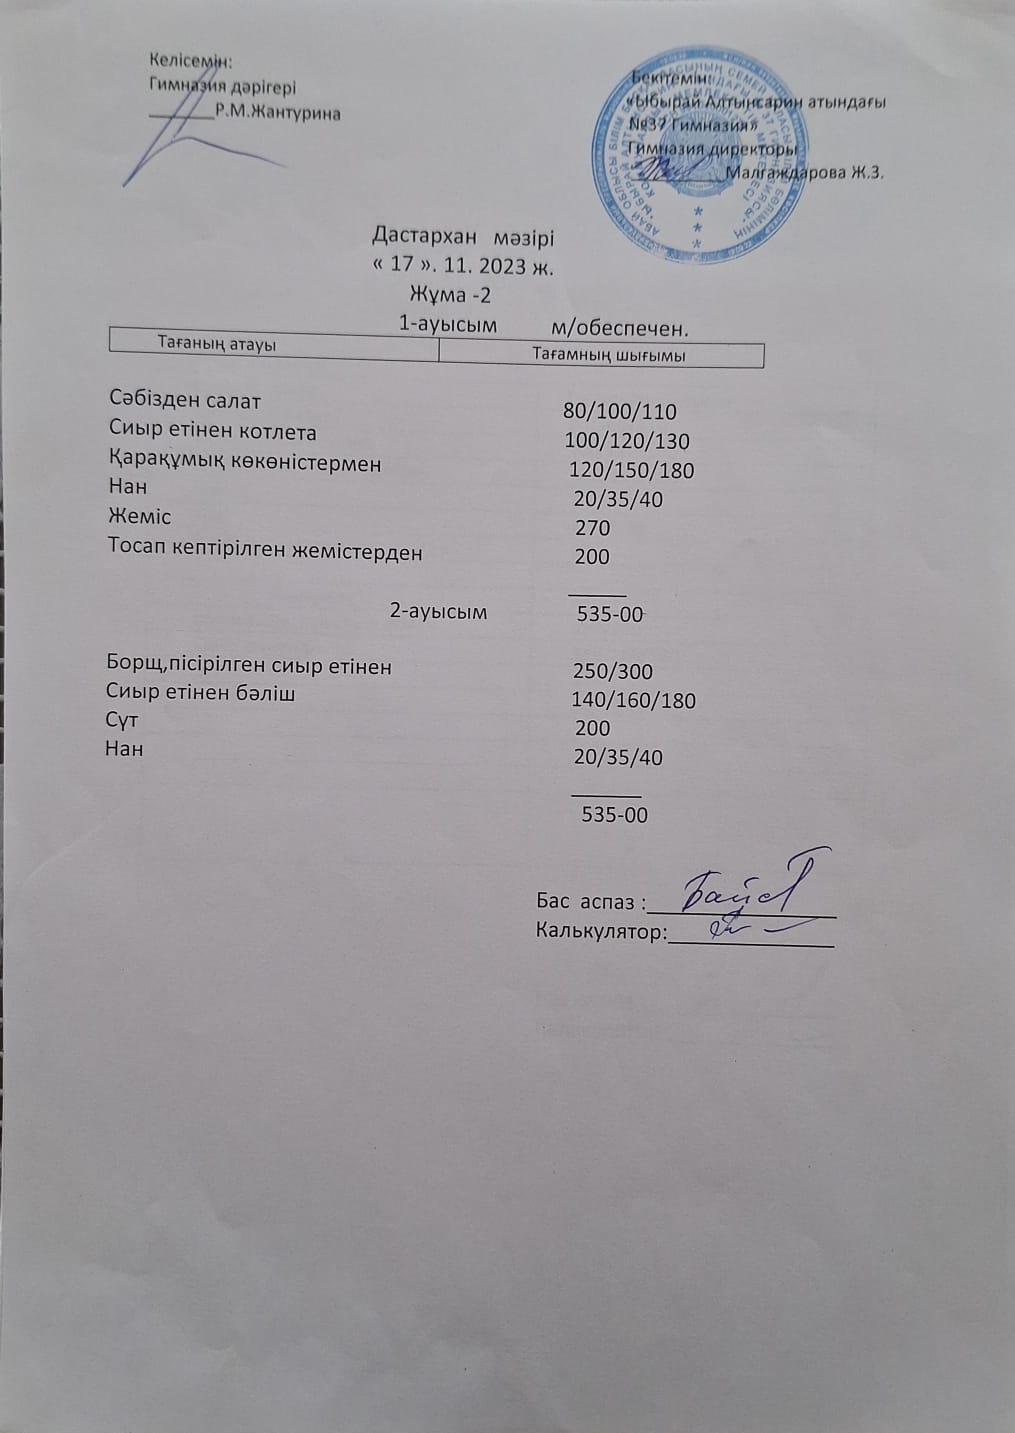 Келісемін:
Гимназия дәрігері
______Р.М.Жантурина
Бекітемін:
«Ыбырай Алтынсарин атындағы
№37 Гимназия»
Гимназия директоры
________Малгаждарова Ж.З.
Дастархан мәзірі
« 17 ». 11. 2023 ж.
Жұма -2
1-ауысым м/обеспечен.
Тағаның атауы Тағамның шығымы
Сәбізден салат 80/100/110
Сиыр етінен котлета 100/120/130
Қарақұмық көкөністермен 120/150/180
Нан 20/35/40
Жеміс 270
Тосап кептірілген жемістерден 200
2-ауысым 535-00
Борщ,пісірілген сиыр етінен 250/300
Сиыр етінен бәліш 140/160/180
Сүт 200
Нан 20/35/40
535-00
Бас аспаз :
Калькулятор: